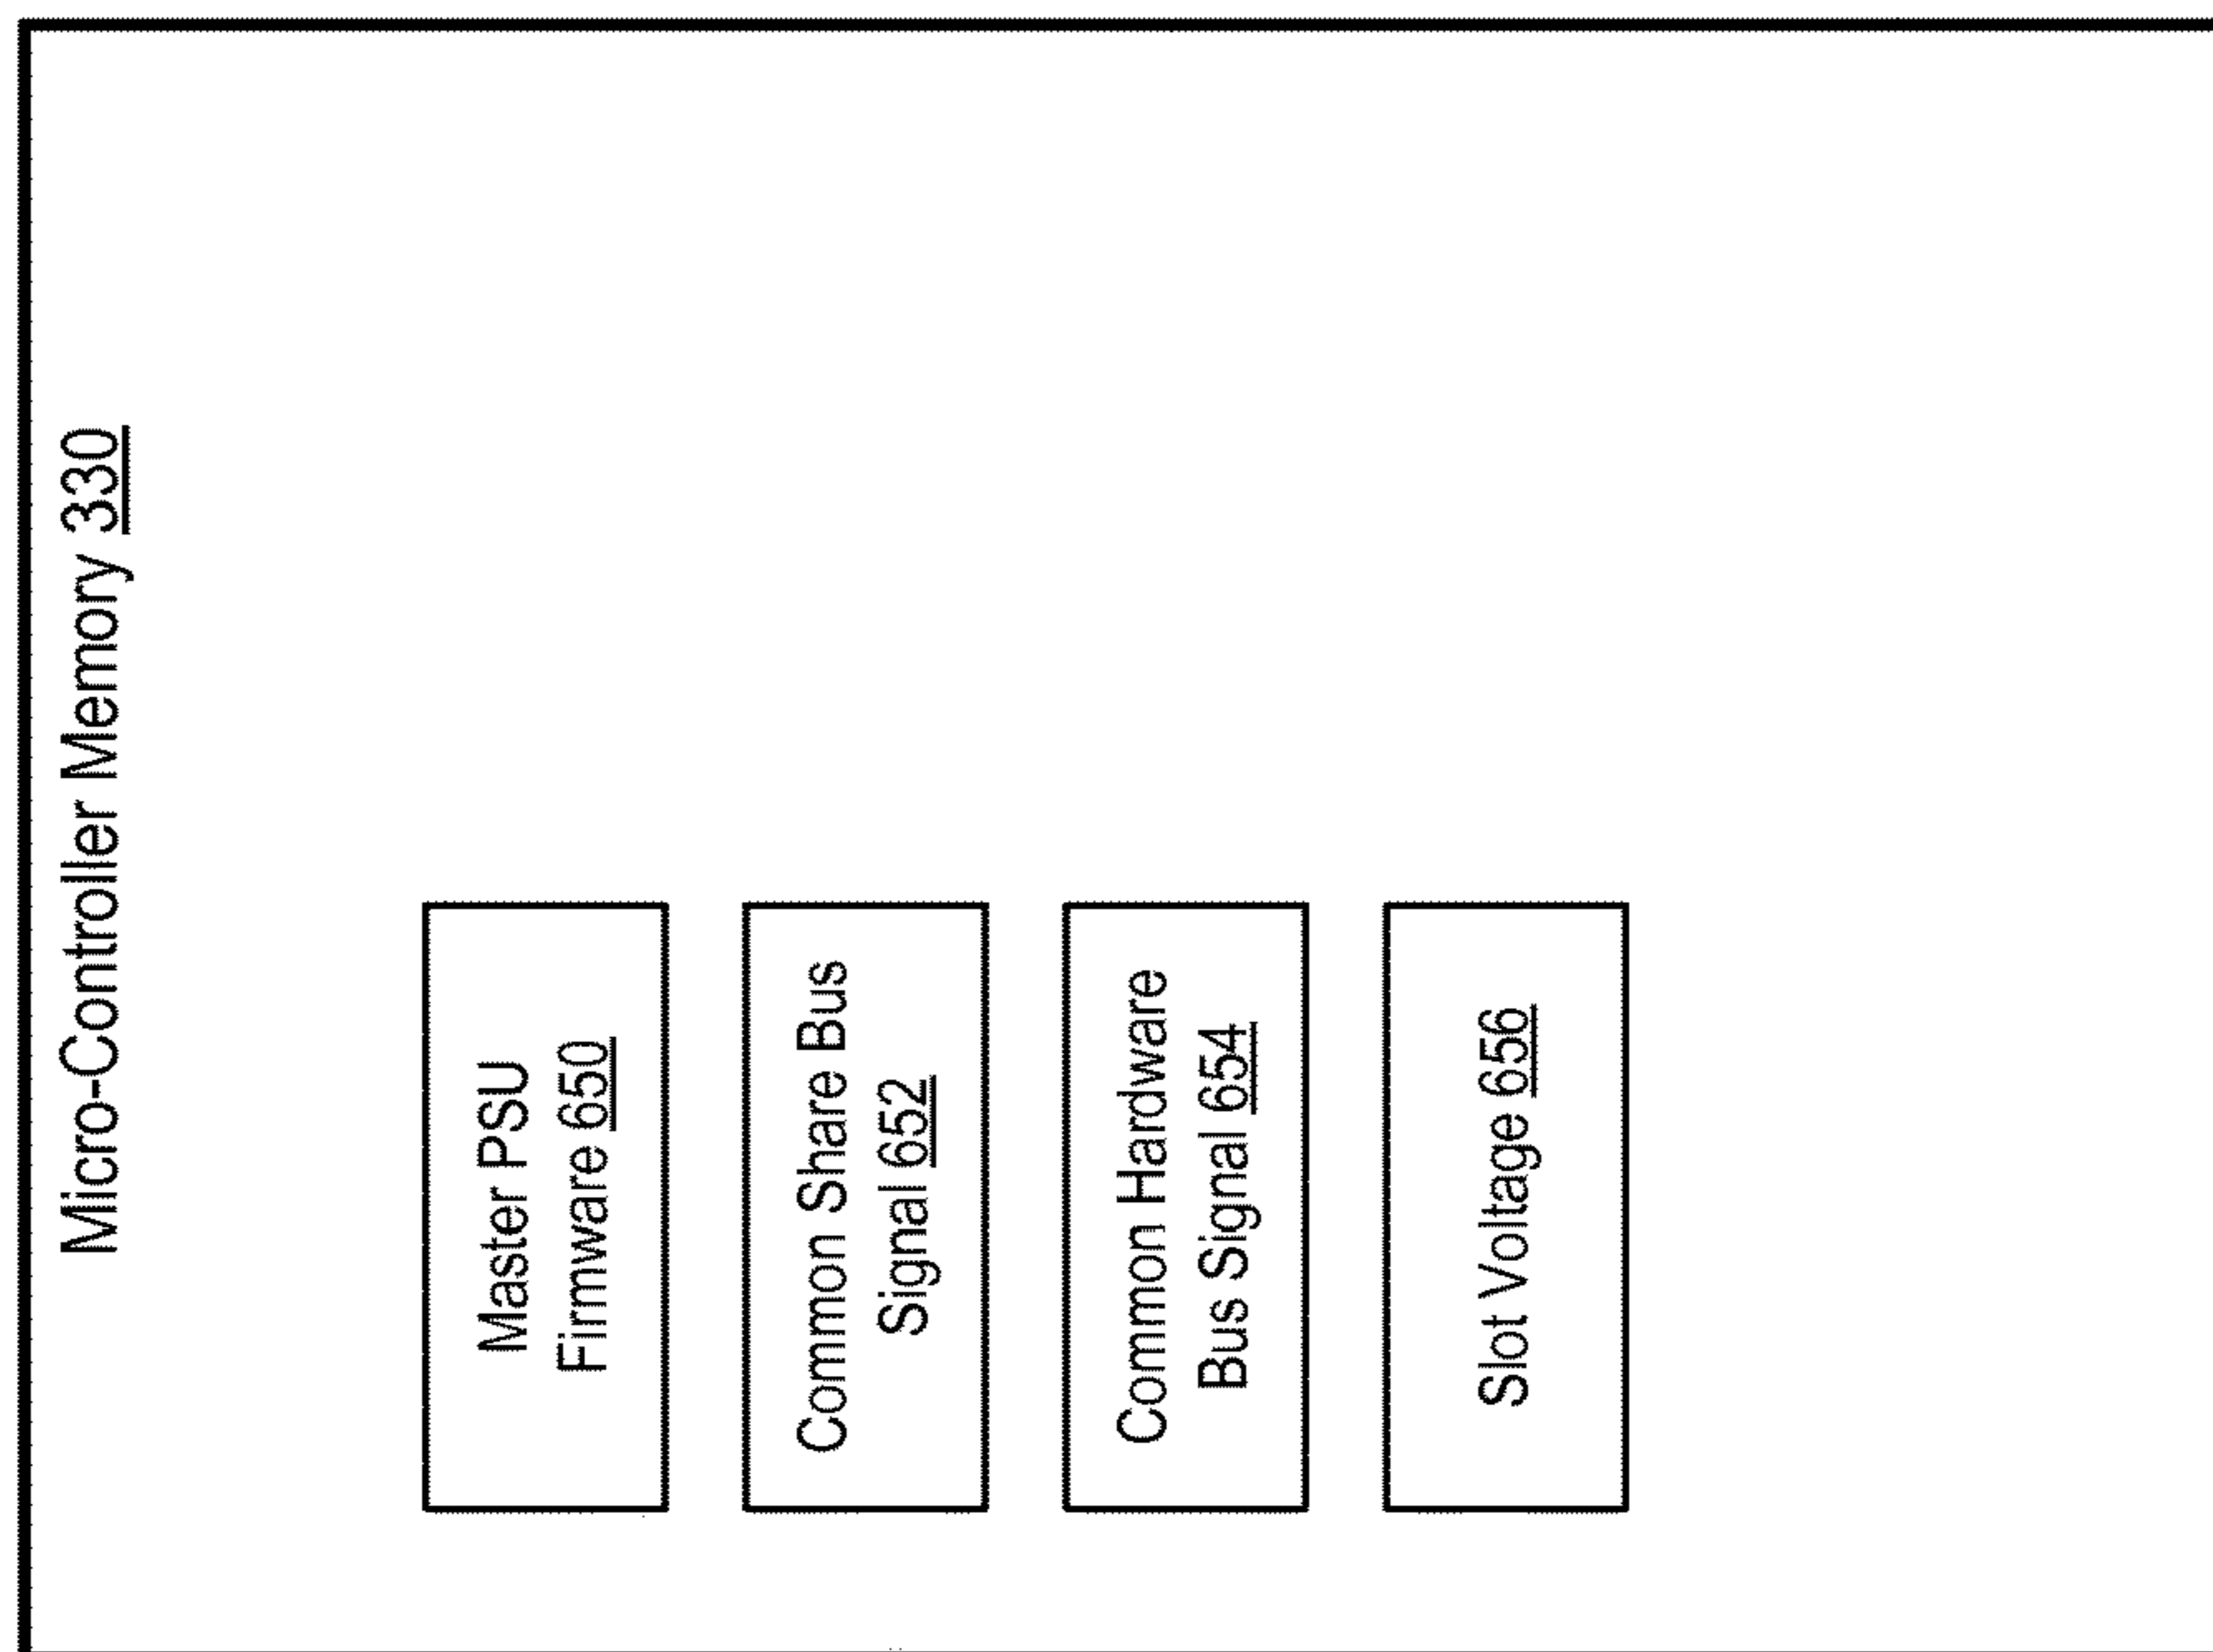 Micro-Controller Memory 330
Master PSU
Firmware 650
Common Share Bus
Signal 652
Common Hardware
Bus Signal 654
Slot Voltage 656